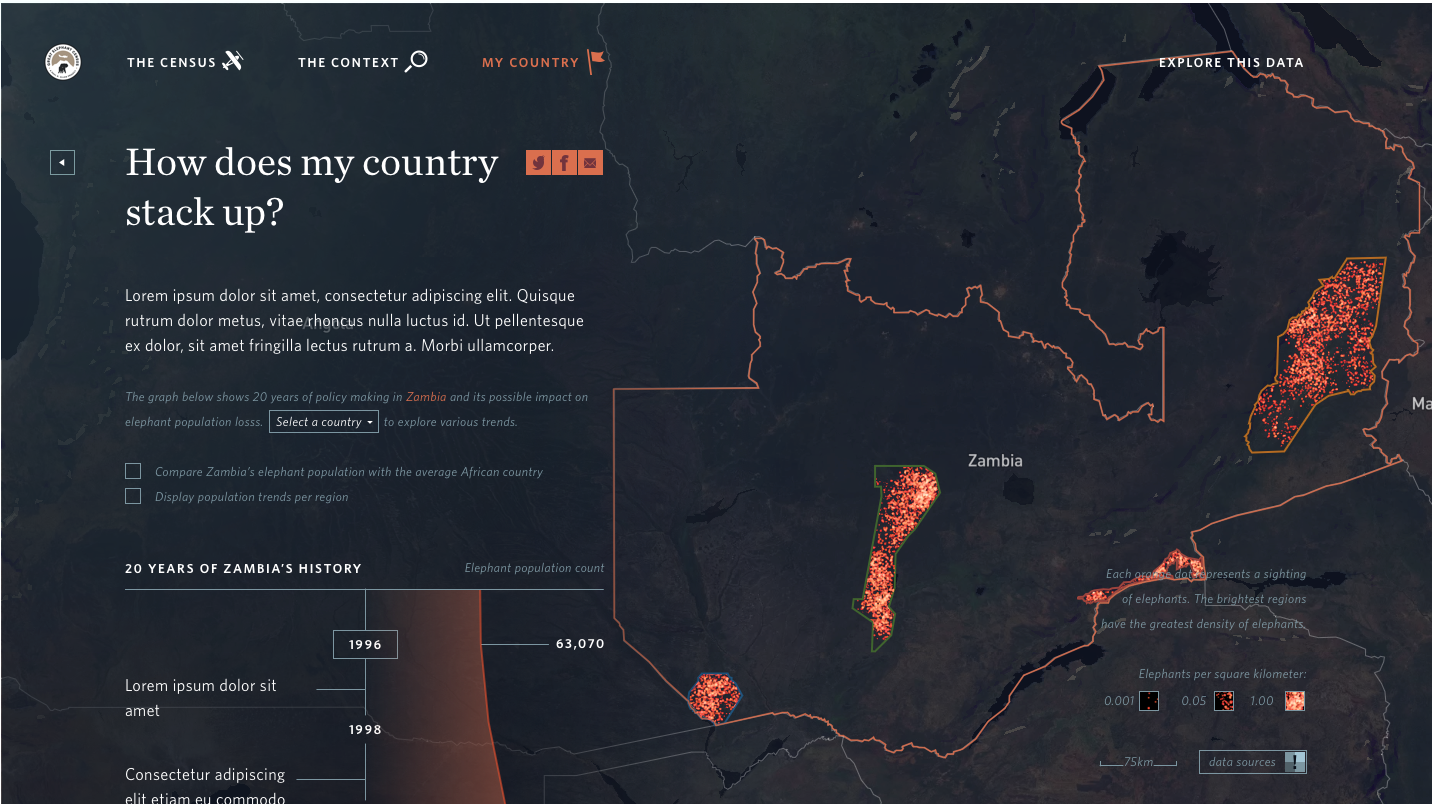 THE CENSUS
THE CONTEXT
MY COUNTRY
EXPLORE THIS DATA
How does my country
stack up?
Lorem ipsum dolor sit amet, consectetur adipiscing elit. Quisque
rutrum dolor metus, vitae rhoncus nulla luctus id. Ut pellentesque
Angola
ex dolor, sit amet fringilla lectus rutrum a. Morbi ullamcorper.
The graph below shows 20 years of policy making in Zambia and its possible impact on
elephant population losss. Select a country to explore various trends.
Ma
Zambia
Compare Zambia's elephant population with the average African country
Display population trends per region
20 YEARS OF ZAMBIA'S HISTORY
Elephant population count
1996
63,070
Lorem ipsum dolor sit
amet
1998
Consectetur adipiscing
elit etiam eu commodo
Each orange dot represents a sighting
of elephants. The brightest regions
have the greatest density of elephants.
Elephants per square kilometer:
0.001 0.05 1.00
75km
data sources